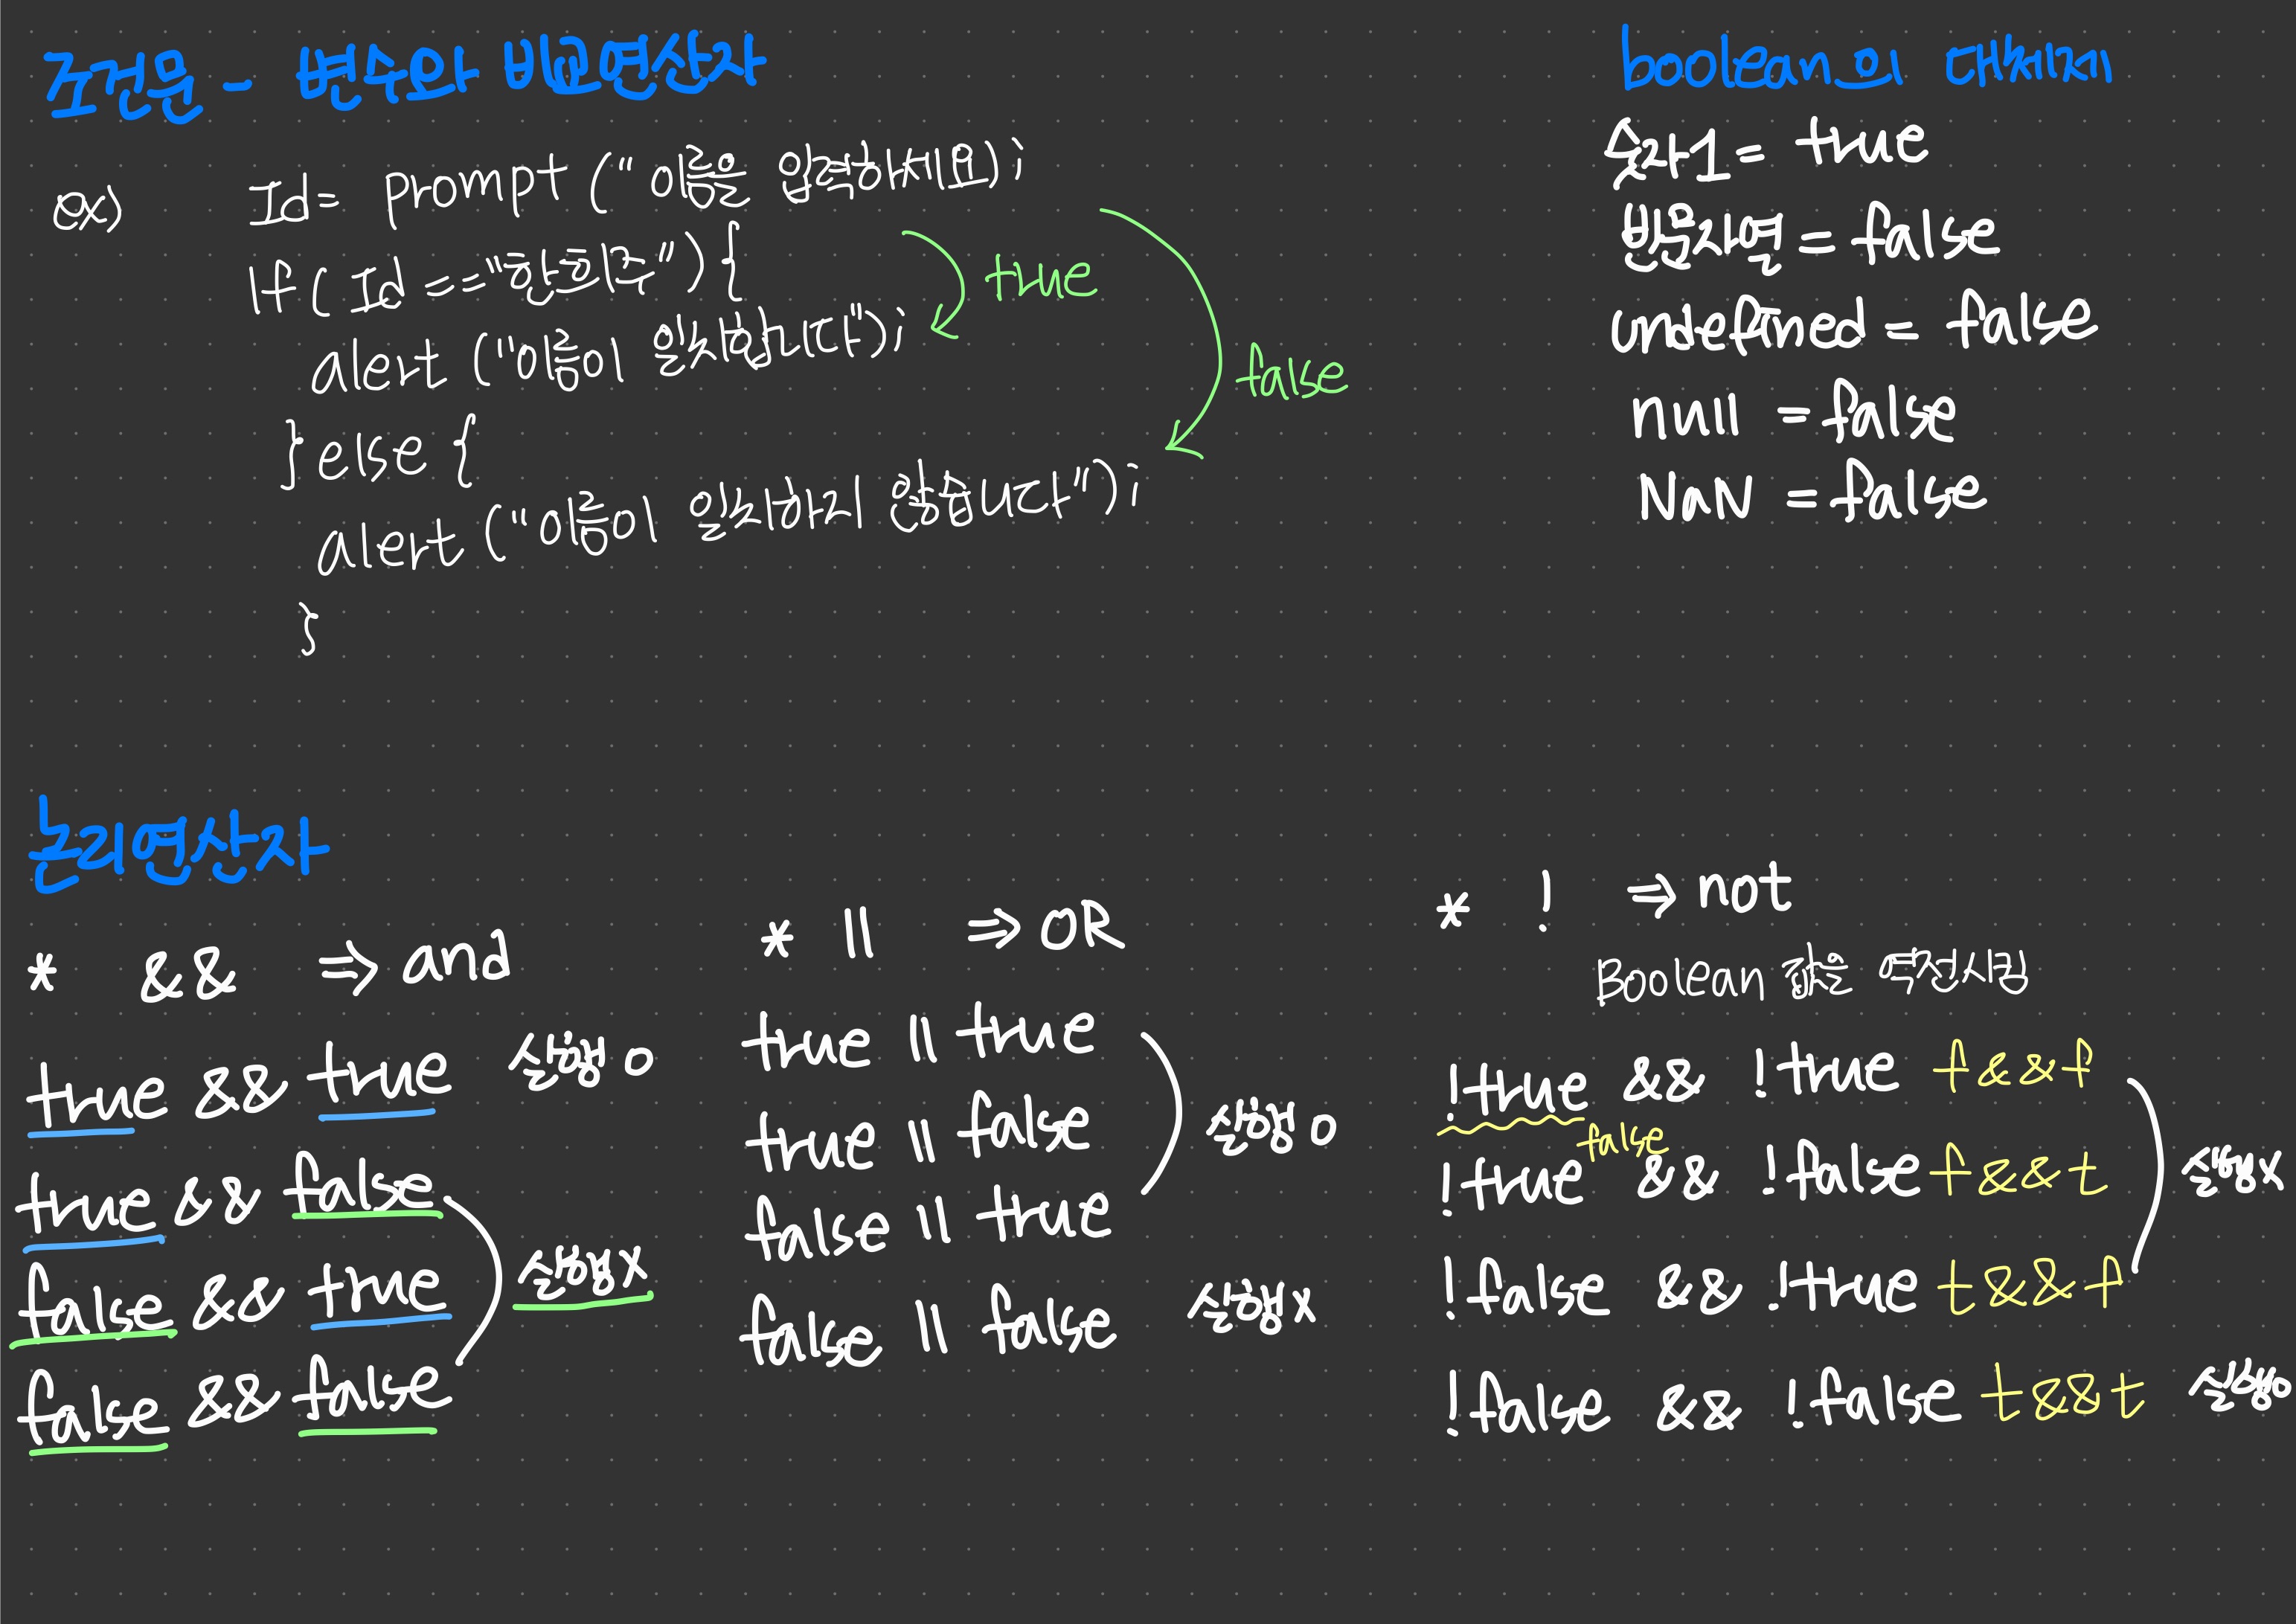 조건문 - 변수와 비교연산자
ex) Id= prompt ("이름은 입력하세요);
If( Id =="하늘다" ) {
alert ("이름이 일치합니다");
} else {
alert ("이름이 일치하지 않습니다");
}
true
false
boolean의 대체제
숫자1= true
빈문자열 = false
undefined = false
null = false
NaN = false
논리연산자
* && ⇒ and
true && true 실행 o
true && false
false && true 실행x
false && false
* || ⇒ OR
true || true
true || false 실행 o
false || true
false || false 실행x
* ! ⇒ not
Boolean 값을 역전시킴
!true && !true f&&f
false
!true && !false f&&t 실행x
!false && !true t&&f
!false && !false t&&t 실행o